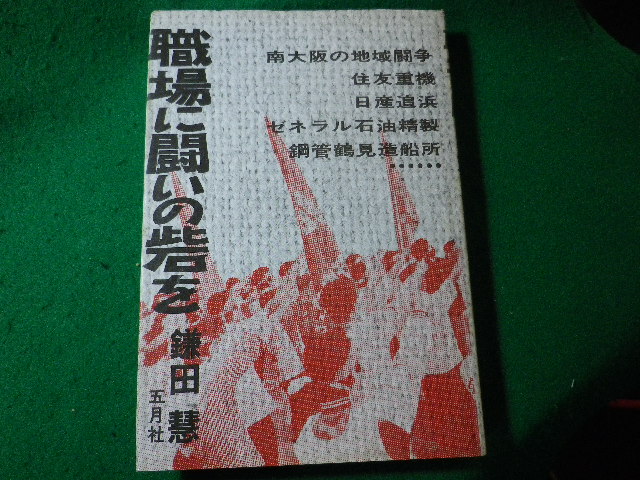 職場に闘いの砦を
鎌田慧
五月社
南大阪の地域闘争
住友重機
日産追浜
ゼネラル石油精製
鋼管鶴見造船所
••••••